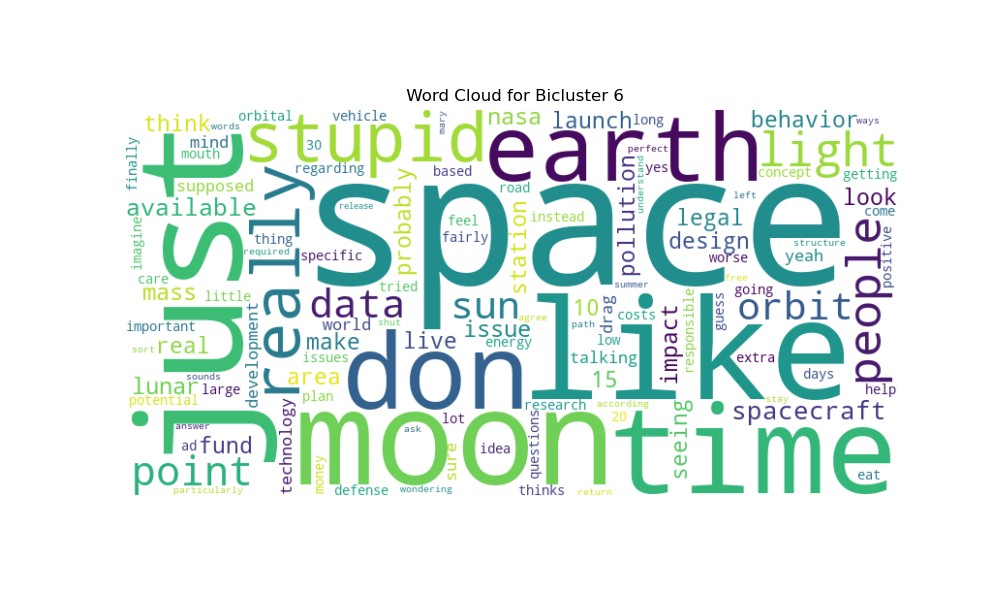 Word Cloud for Bicluster 6
space
like
just
moon
time
earth
don
stupid
really
people
light
orbit
data
point
sun
think
words
orbital
vehicle
mary
nasa
launch
long
behavior
ways
finally
mind
mouth
30
regarding
based
perfect
yes
concept
getting
supposed
available
probably
road
pollution
understand
left
look
come
imagine
release
feel
fairly
instead
station
legal
design
worse
structure
yeah
positive
thing
required
specific
care
mass
little
tried
summer
free
going
important
development
world
shut
issue
agree
energy
10
path
drag
costs
low
impact
responsible
guess
sort
real
issues
make
live
talking
extra
sounds
area
15
days
lunar
large
potential
plan
research
according
20
stay
help
spacecraft
answer
ad
fund
technology
money
ask
lot
sure
idea
questions
seeing
eat
particularly
defense
wondering
thinks
return